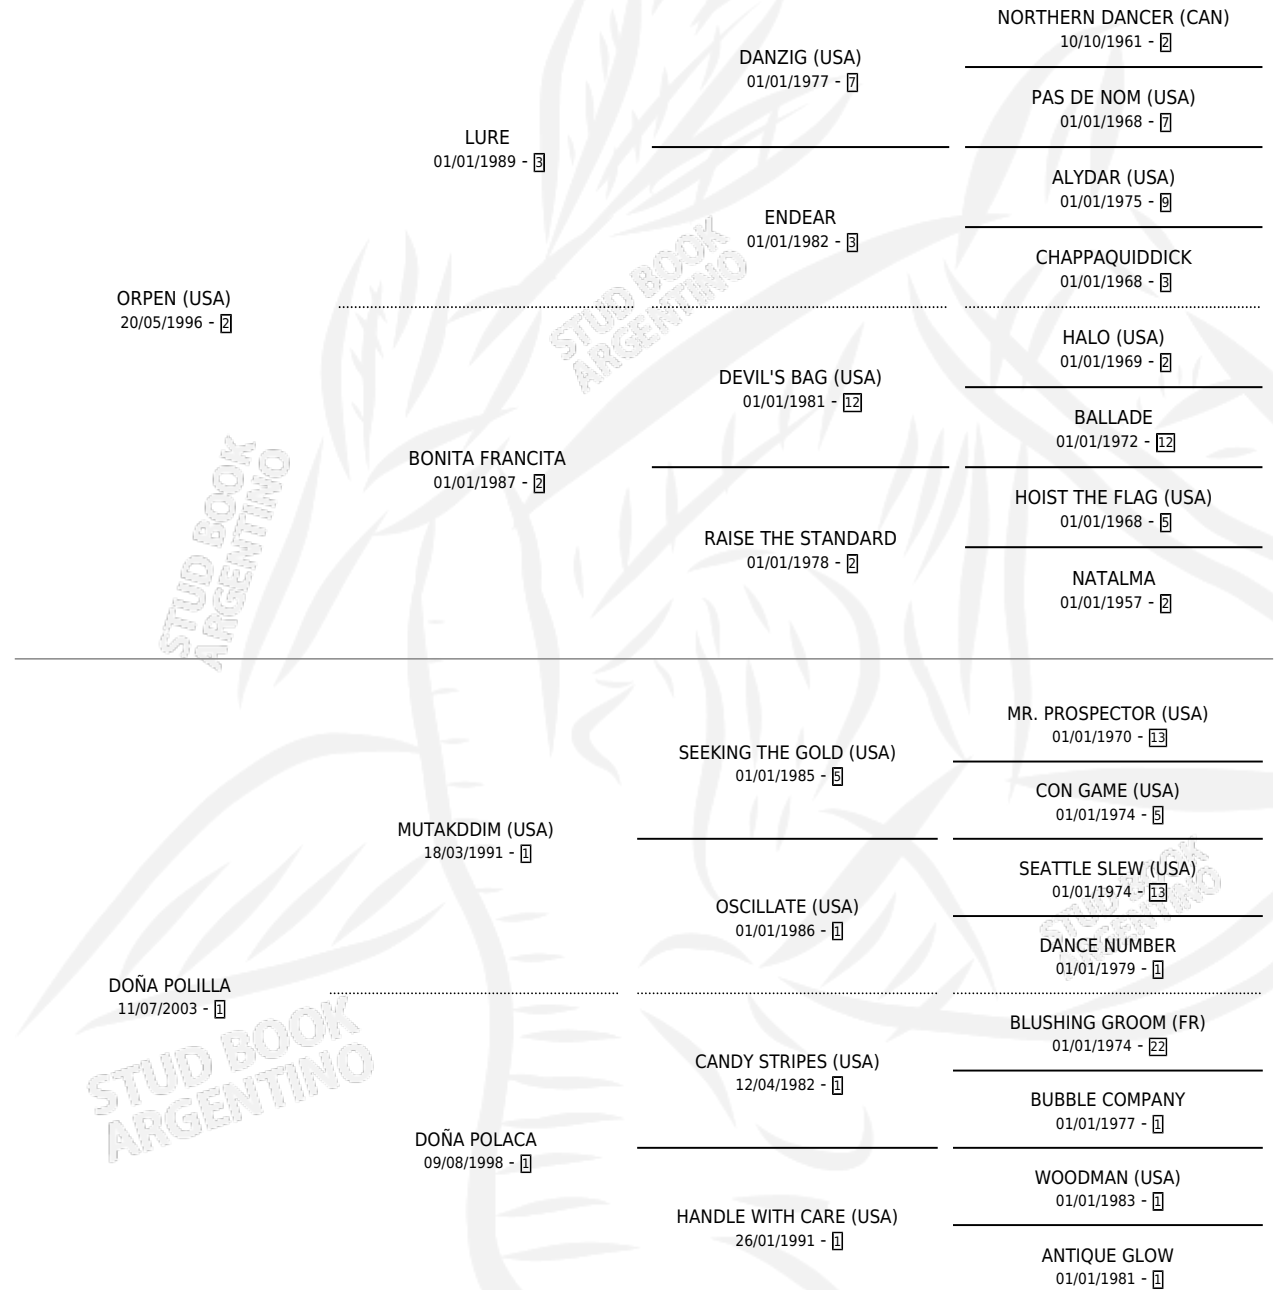 NORTHERN DANCER (CAN)
10/10/1961 - 2
DANZIG (USA)
01/01/1977 - 7
PAS DE NOM (USA)
01/01/1968 - 7
LURE
01/01/1989 - 3
ALYDAR (USA)
01/01/1975 - 9
ENDEAR
01/01/1982 - 3
CHAPPAQUIDDICK
01/01/1968 - 3
ORPEN (USA)
20/05/1996 - 2
HALO (USA)
01/01/1969 - 2
DEVIL'S BAG (USA)
01/01/1981 - 12
BALLADE
01/01/1972 - 12
BONITA FRANCITA
01/01/1987 - 2
HOIST THE FLAG (USA)
01/01/1968 - 5
RAISE THE STANDARD
01/01/1978 - 2
NATALMA
01/01/1957 - 2
STUD BOOK
ARGENTINO
STUD BOOK
ARGENTINO
MR. PROSPECTOR (USA)
01/01/1970 - 13
SEEKING THE GOLD (USA)
01/01/1985 - 5
CON GAME (USA)
01/01/1974 - 5
MUTAKDDIM (USA)
18/03/1991 - 1
SEATTLE SLEW (USA)
01/01/1974 - 13
OSCILLATE (USA)
01/01/1986 - 1
DANCE NUMBER
01/01/1979 - 1
DOÑA POLILLA
11/07/2003 - 1
BLUSHING GROOM (FR)
01/01/1974 - 22
CANDY STRIPES (USA)
12/04/1982 - 1
BUBBLE COMPANY
01/01/1977 - 1
DOÑA POLACA
09/08/1998 - 1
WOODMAN (USA)
01/01/1983 - 1
HANDLE WITH CARE (USA)
26/01/1991 - 1
ANTIQUE GLOW
01/01/1981 - 1
STUD BOOK
ARGENTINO
STUD BOOK
ARGENTINO